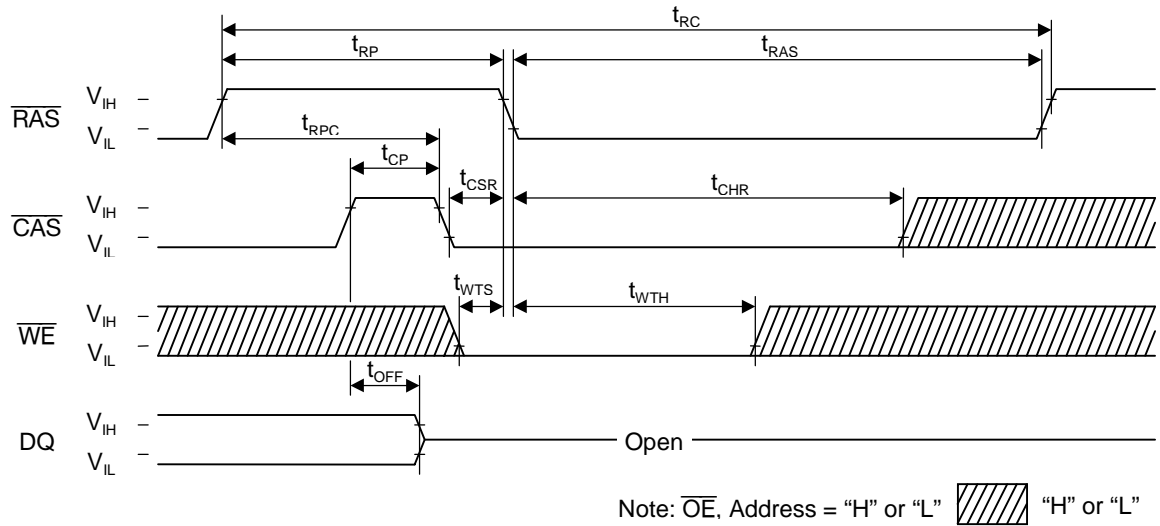 tRC
tRP
tRAS
RAS
VIH
VIL
tRPC
tCP
tCSR
tCHR
CAS
VIH
VIL
tWTS
tWTH
WE
VIH
VIL
tOFF
DQ
VIH
VIL
Open
Note: OE, Address = “H” or “L”
“H” or “L”